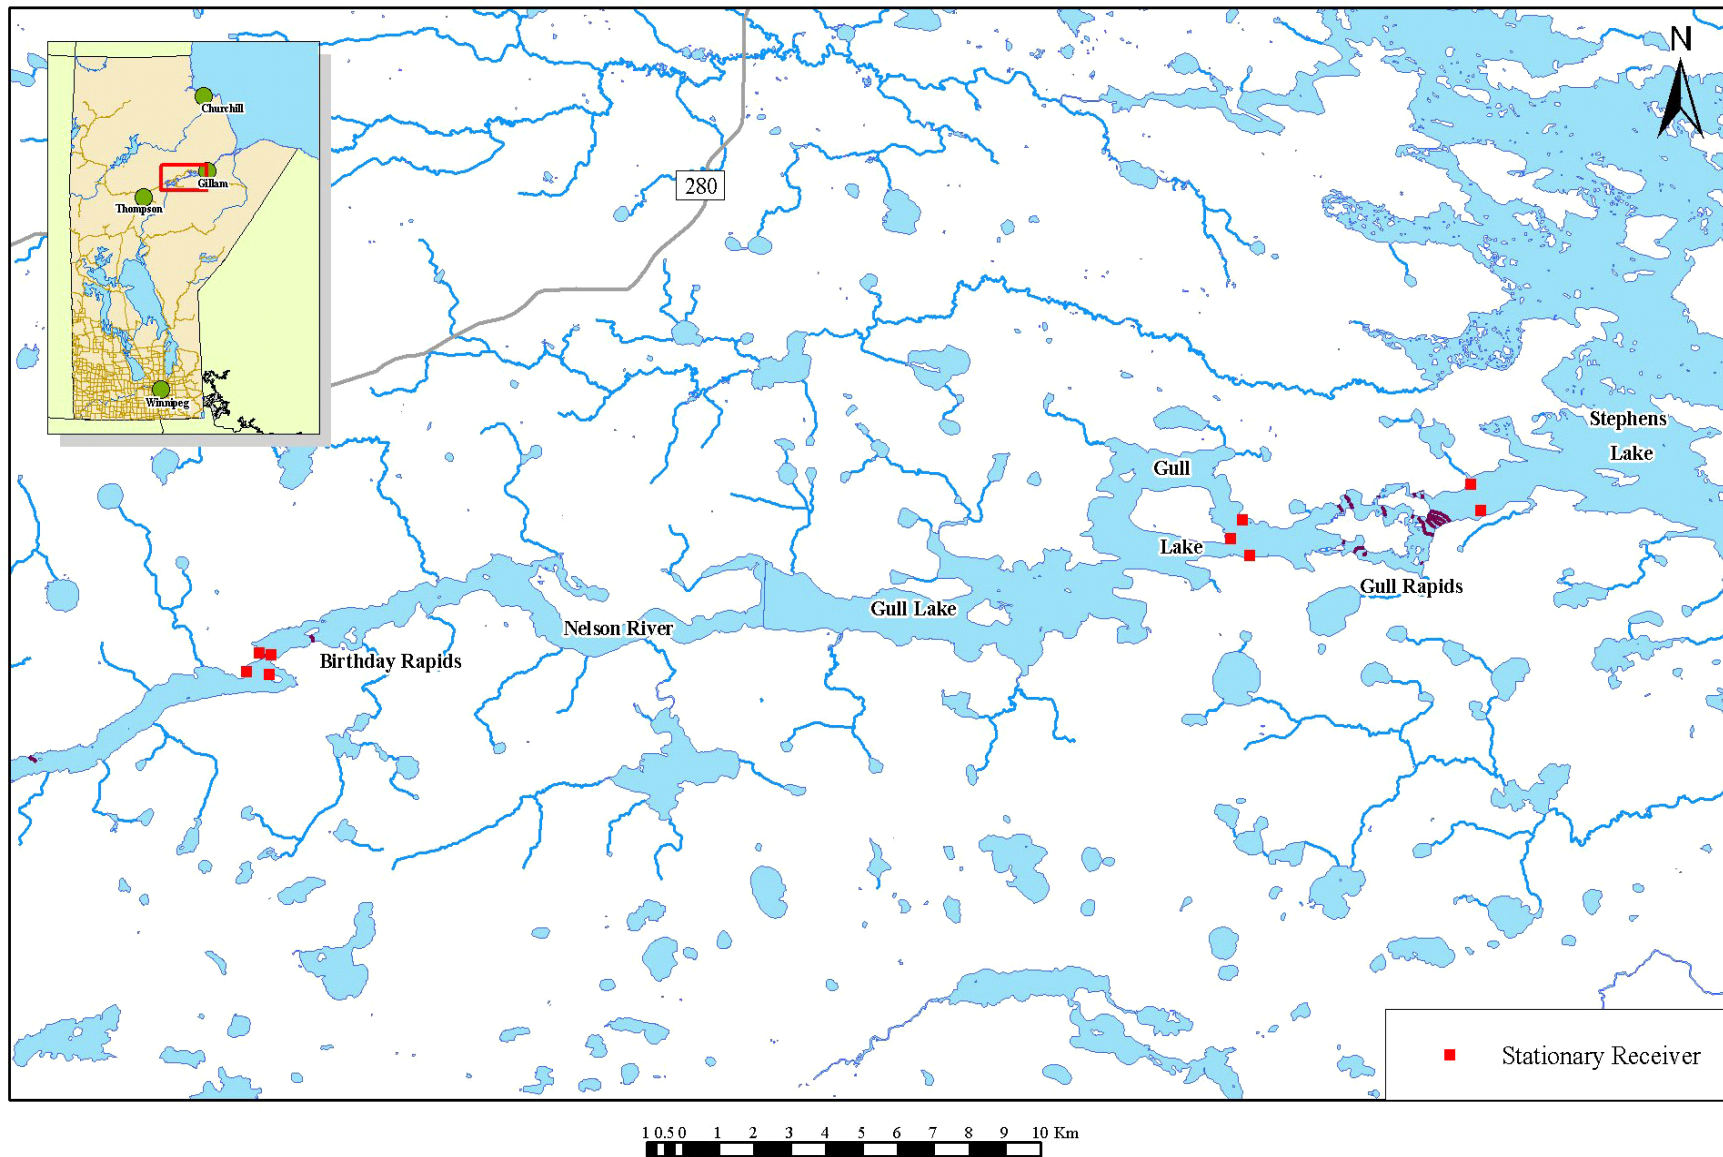 N
Churchill
Gillam
Thompson
Winnipeg
280
Stephens
Lake
Gull
Lake
Gull Rapids
Gull Lake
Nelson River
Birthday Rapids
Stationary Receiver
1 0.5 0 1 2 3 4 5 6 7 8 9 10 Km